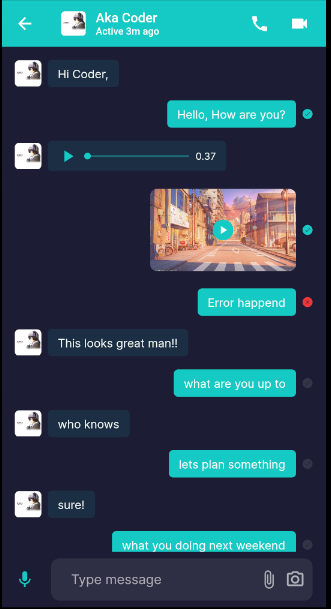 Aka Coder
Active 3m ago
Hi Coder,
Hello, How are you?
0.37
Error happend
This looks great man!!
what are you up to
who knows
lets plan something
sure!
what you doing next weekend
Type message